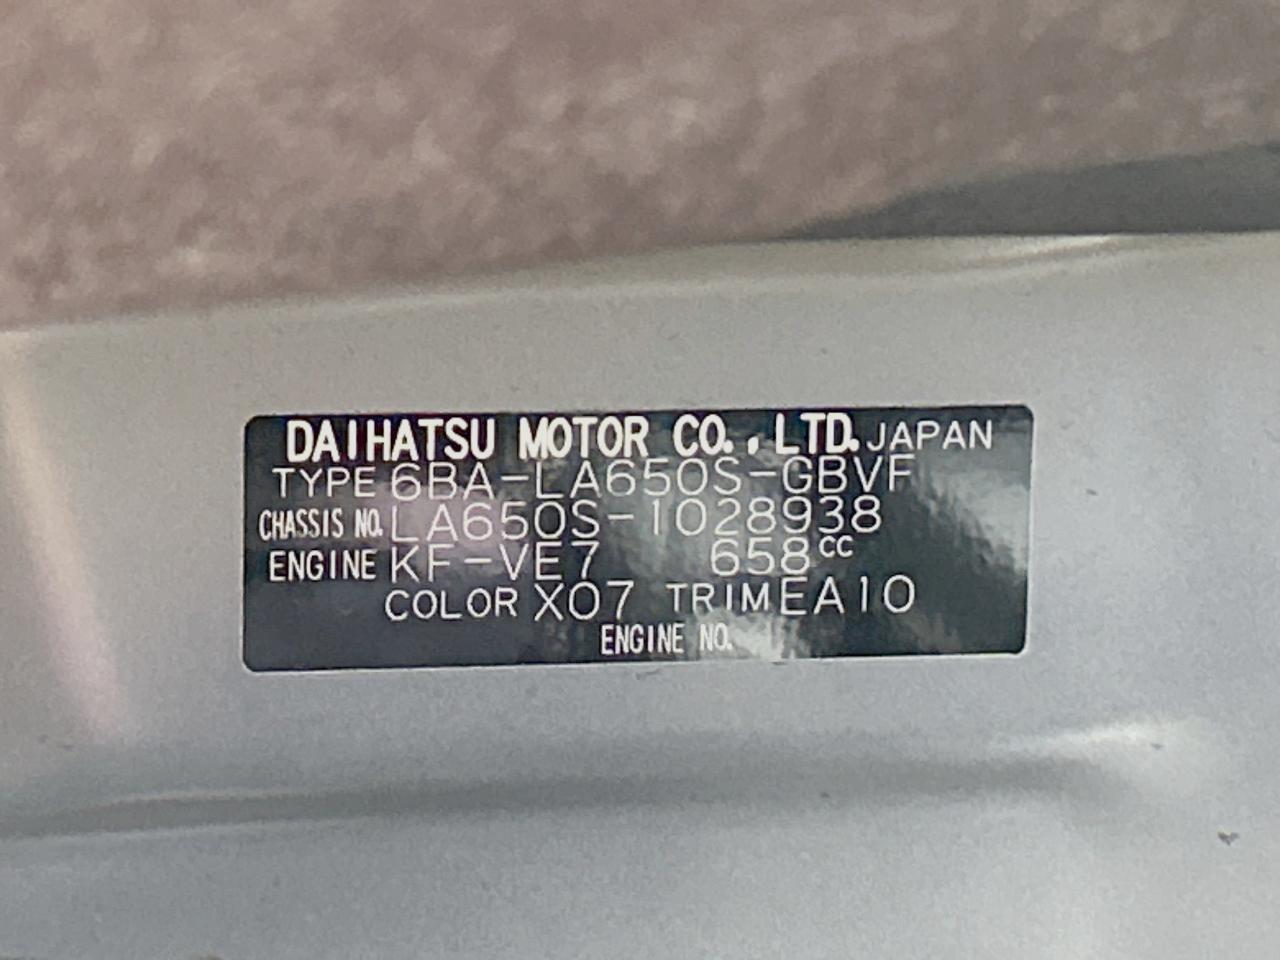 DAIHATSU MOTOR CO., LTD. JAPAN
TYPE 6BA-LA650S-GBVF
CHASSIS NO. LA650S-1028938
ENGINE KF-VE7 658cc
COLOR X07 TRIM EA10
ENGINE NO.